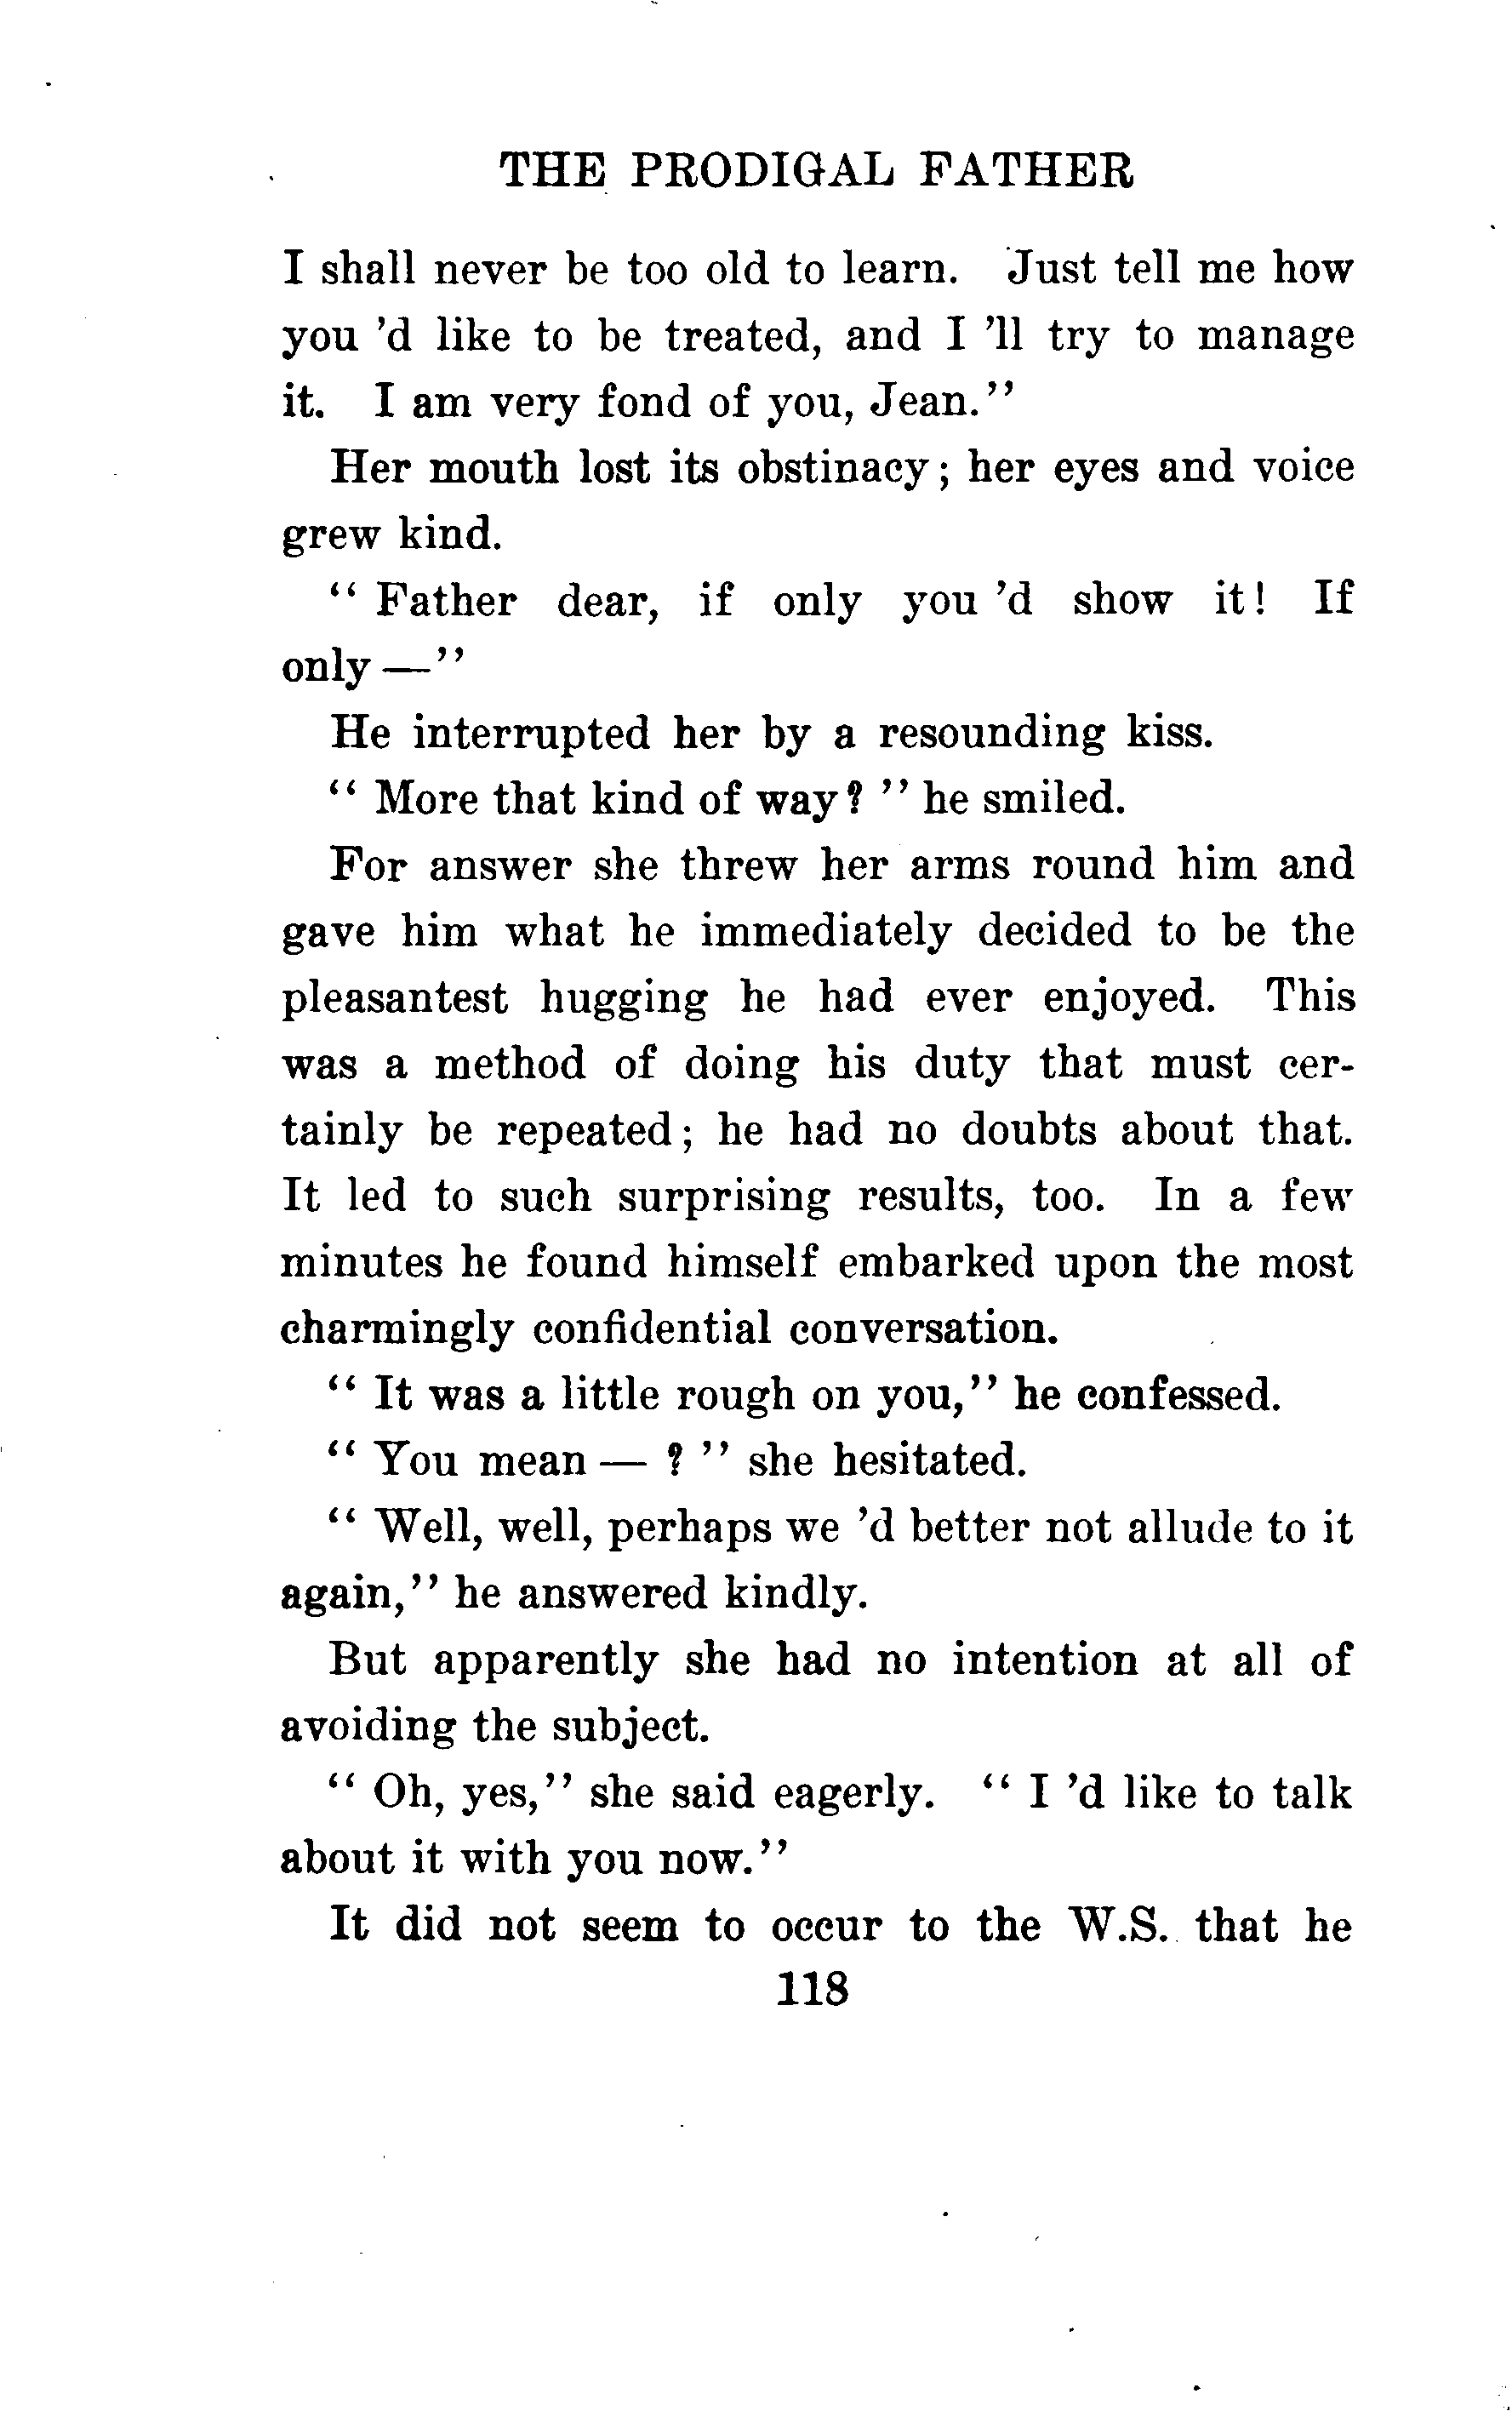 THE PRODIGAL FATHER
I shall never be too old to learn. Just tell me how
you 'd like to be treated, and I 'll try to manage
it. I am very fond of you, Jean."
Her mouth lost its obstinacy; her eyes and voice
grew kind.
" Father dear, if only you 'd show it! If
only —"
He interrupted her by a resounding kiss.
" More that kind of way? " he smiled.
For answer she threw her arms round him and
gave him what he immediately decided to be the
pleasantest hugging he had ever enjoyed. This
was a method of doing his duty that must cer-
tainly be repeated; he had no doubts about that.
It led to such surprising results, too. In a few
minutes he found himself embarked upon the most
charmingly confidential conversation.
" It was a little rough on you," he confessed.
" You mean — ? " she hesitated.
" Well, well, perhaps we 'd better not allude to it
again," he answered kindly.
But apparently she had no intention at all of
avoiding the subject.
" Oh, yes," she said eagerly. " I 'd like to talk
about it with you now."
It did not seem to occur to the W.S. that he
118